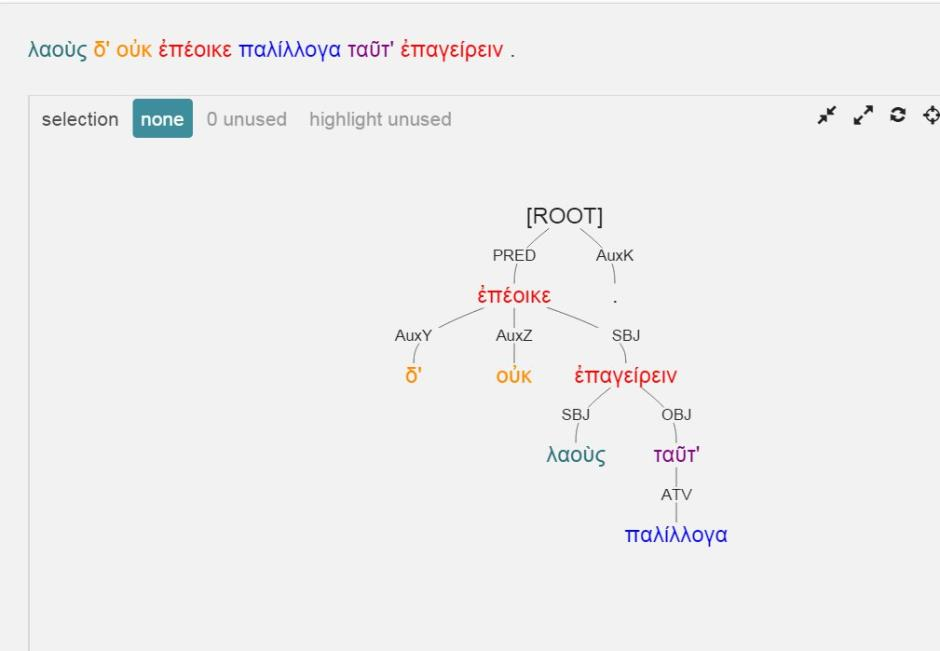 λαοὺς δ' οὐκ ἐπέοικε παλίλλογα ταῦτ' ἐπαγείρειν .
selection none 0 unused highlight unused
[ROOT]
PRED AuxK
ἐπέοικε .
AuxY AuxZ SBJ
δ' οὐκ ἐπαγείρειν
SBJ OBJ
λαοὺς ταῦτ'
ATV
παλίλλογα